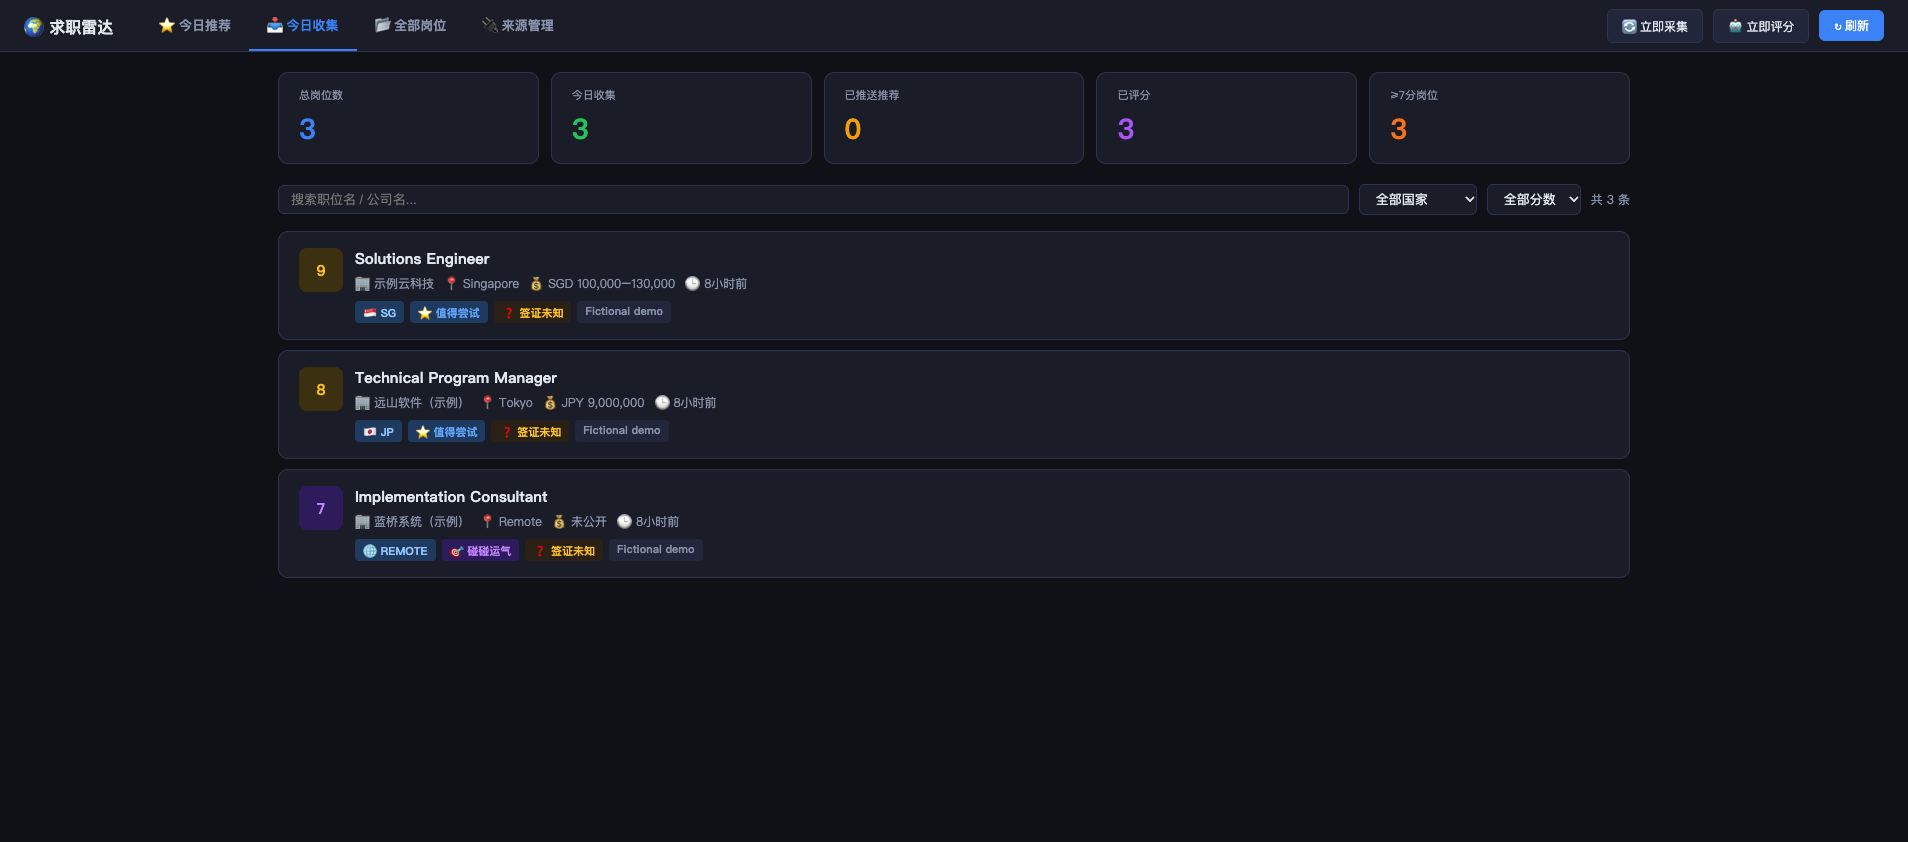 求职雷达
今日推荐
今日收集
全部岗位
来源管理
立即采集
立即评分
↻ 刷新
总岗位数
3
今日收集
3
已推送推荐
0
已评分
3
≥7分岗位
3
搜索职位名 / 公司名...
全部国家
全部分数
共 3 条
9
Solutions Engineer
示例云科技 Singapore SGD 100,000—130,000 8小时前
SG 值得尝试 ❓ 签证未知 Fictional demo
8
Technical Program Manager
远山软件（示例） Tokyo JPY 9,000,000 8小时前
JP 值得尝试 ❓ 签证未知 Fictional demo
7
Implementation Consultant
蓝桥系统（示例） Remote 未公开 8小时前
REMOTE 碰碰运气 ❓ 签证未知 Fictional demo